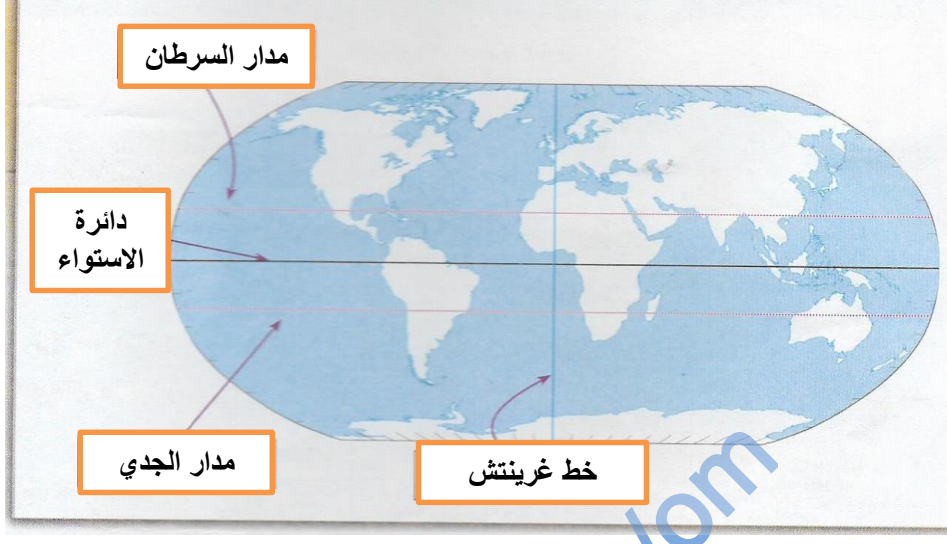 مدار السرطان
دائرة
الاستواء
مدار الجدي
خط غرينتش